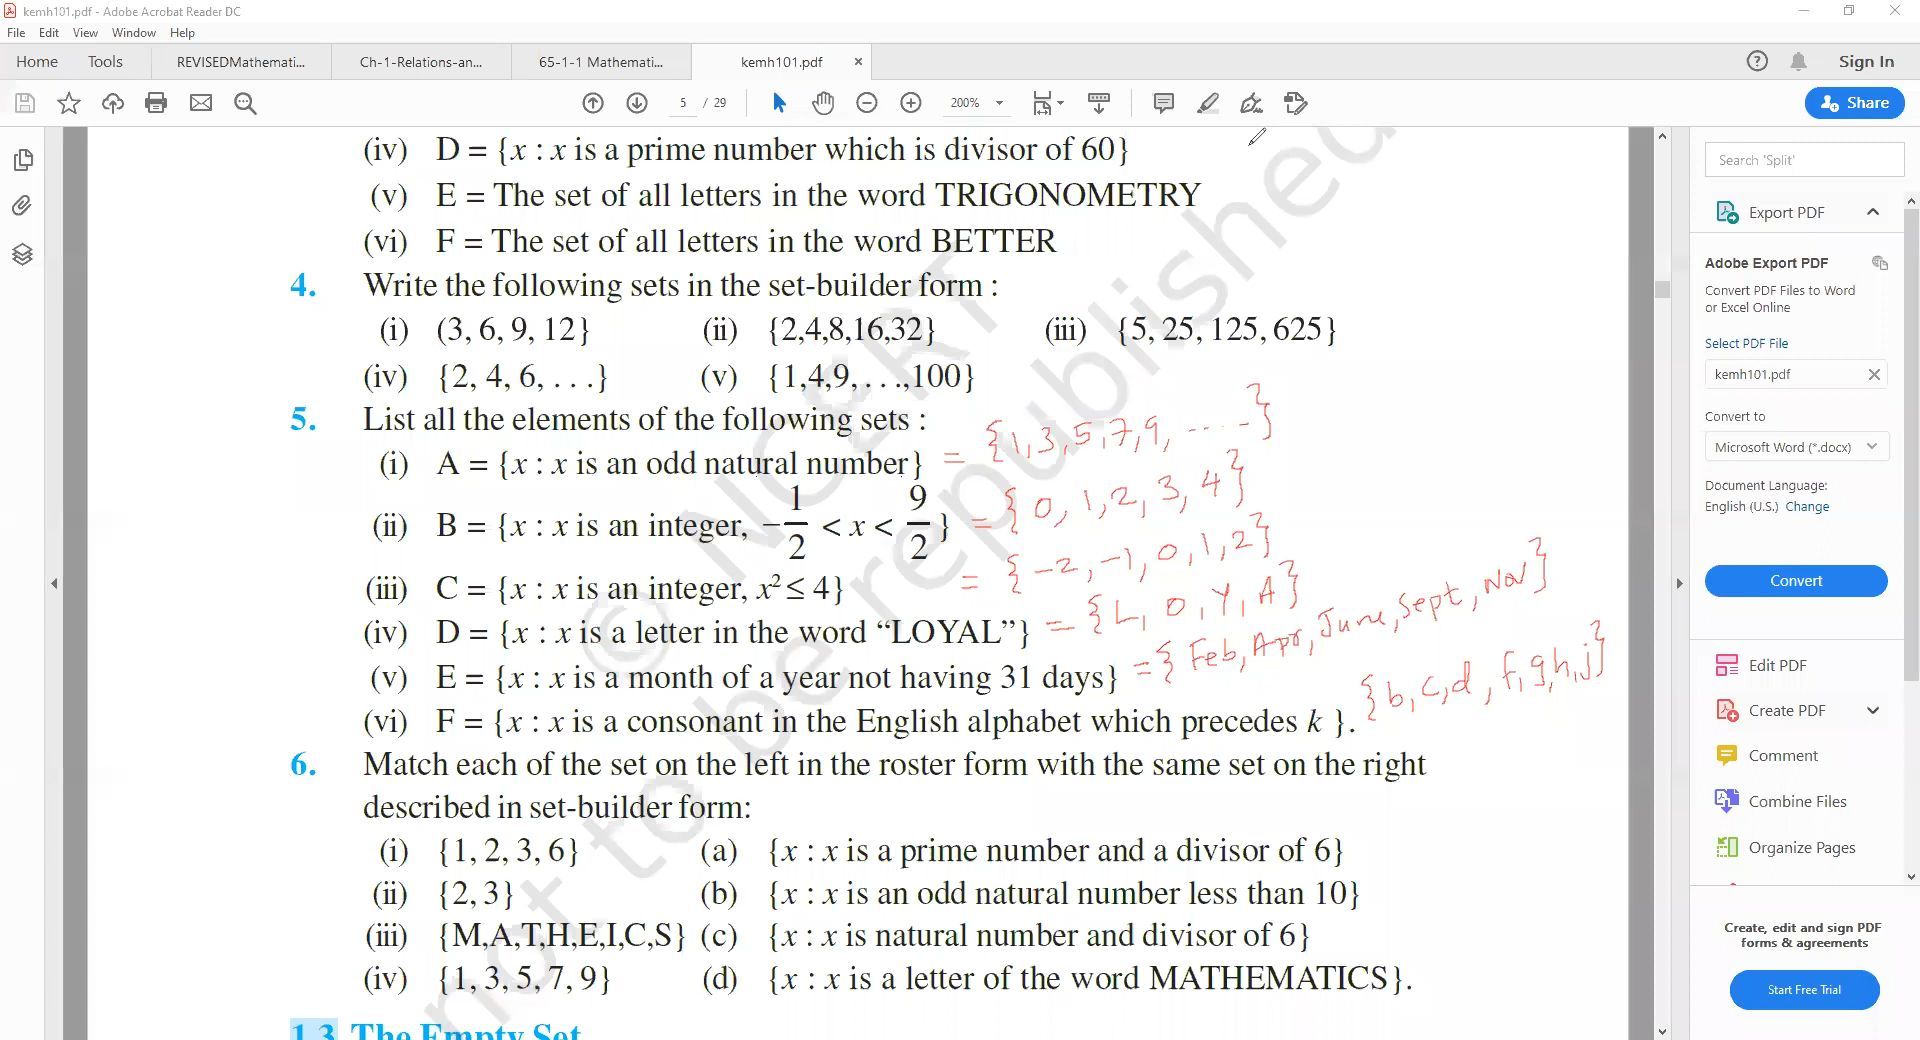 kemh101.pdf - Adobe Acrobat Reader DC
File Edit View Window Help
Home Tools REVISEDMathemati... Ch-1-Relations-an... 65-1-1 Mathemati... kemh101.pdf × Sign In
5 / 29 200% Share
(iv) D = {x : x is a prime number which is divisor of 60}
(v) E = The set of all letters in the word TRIGONOMETRY
(vi) F = The set of all letters in the word BETTER
4. Write the following sets in the set-builder form :
(i) (3, 6, 9, 12} (ii) {2,4,8,16,32} (iii) {5, 25, 125, 625}
(iv) {2, 4, 6, . . .} (v) {1,4,9, . . .,100}
5. List all the elements of the following sets :
(i) A = {x : x is an odd natural number} = {1, 3, 5, 7, 9, ..... }
(ii) B = {x : x is an integer, −1/2 < x < 9/2 } = {0, 1, 2, 3, 4}
(iii) C = {x : x is an integer, x² ≤ 4} = {-2, -1, 0, 1, 2}
(iv) D = {x : x is a letter in the word “LOYAL”} = {L, O, Y, A}
(v) E = {x : x is a month of a year not having 31 days} = {Feb, Apr, June, Sept, Nov}
(vi) F = {x : x is a consonant in the English alphabet which precedes k }. {b, c, d, f, g, h, j}
6. Match each of the set on the left in the roster form with the same set on the right
described in set-builder form:
(i) {1, 2, 3, 6} (a) {x : x is a prime number and a divisor of 6}
(ii) {2, 3} (b) {x : x is an odd natural number less than 10}
(iii) {M,A,T,H,E,I,C,S} (c) {x : x is natural number and divisor of 6}
(iv) {1, 3, 5, 7, 9} (d) {x : x is a letter of the word MATHEMATICS}.
1.3 The Empty Set
© NCERT
not to be republished
Search 'Split'
Export PDF
Adobe Export PDF
Convert PDF Files to Word
or Excel Online
Select PDF File
kemh101.pdf
Convert to
Microsoft Word (*.docx)
Document Language:
English (U.S.) Change
Convert
Edit PDF
Create PDF
Comment
Combine Files
Organize Pages
Create, edit and sign PDF
forms & agreements
Start Free Trial